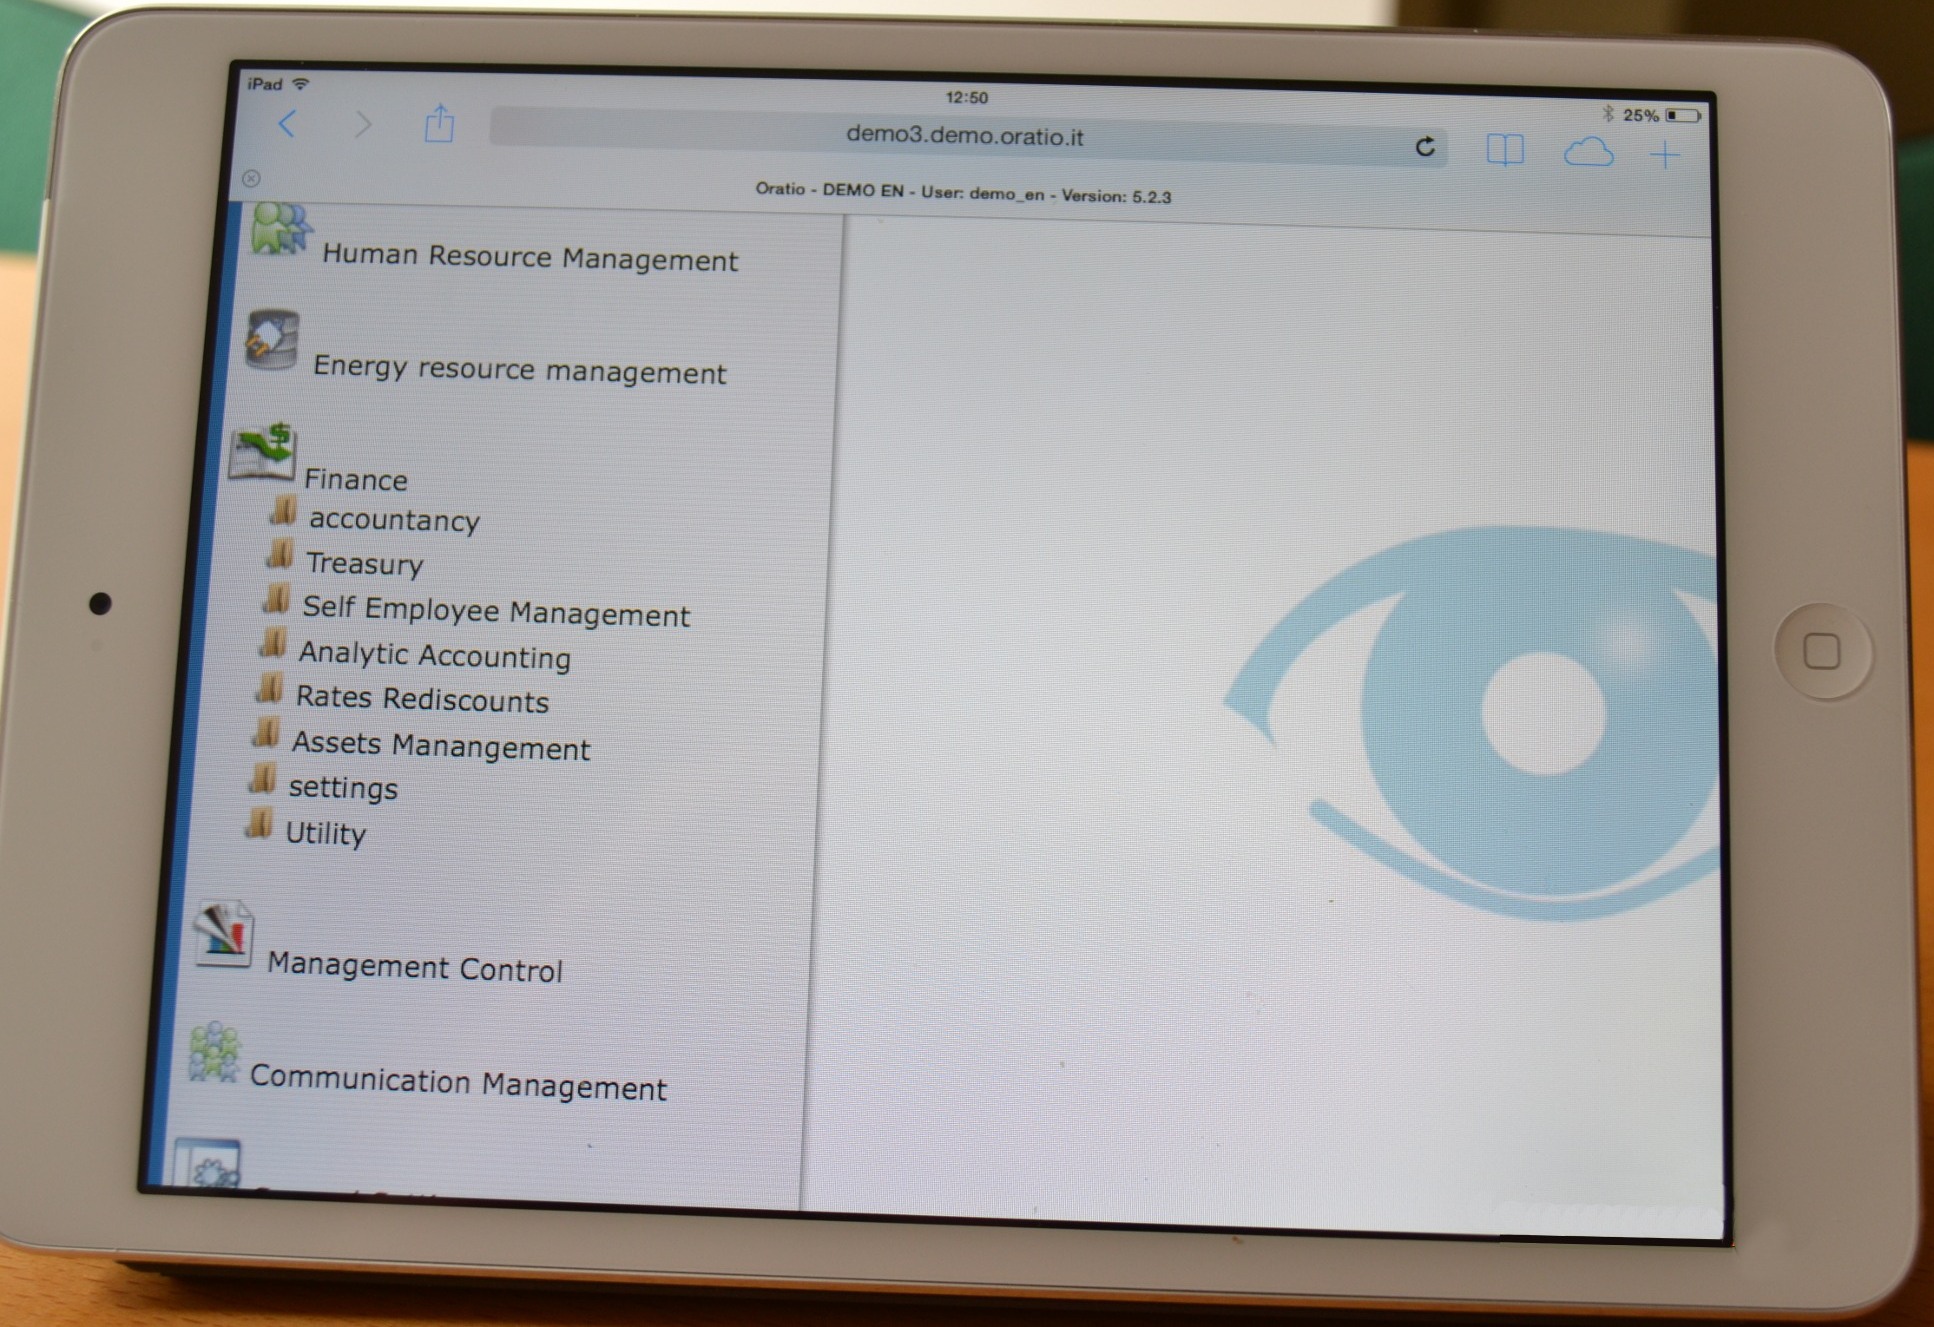 iPad
12:50
25%
demo3.demo.oratio.it
Oratio - DEMO EN - User: demo_en - Version: 5.2.3
Human Resource Management
Energy resource management
Finance
accountancy
Treasury
Self Employee Management
Analytic Accounting
Rates Rediscounts
Assets Manangement
settings
Utility
Management Control
Communication Management